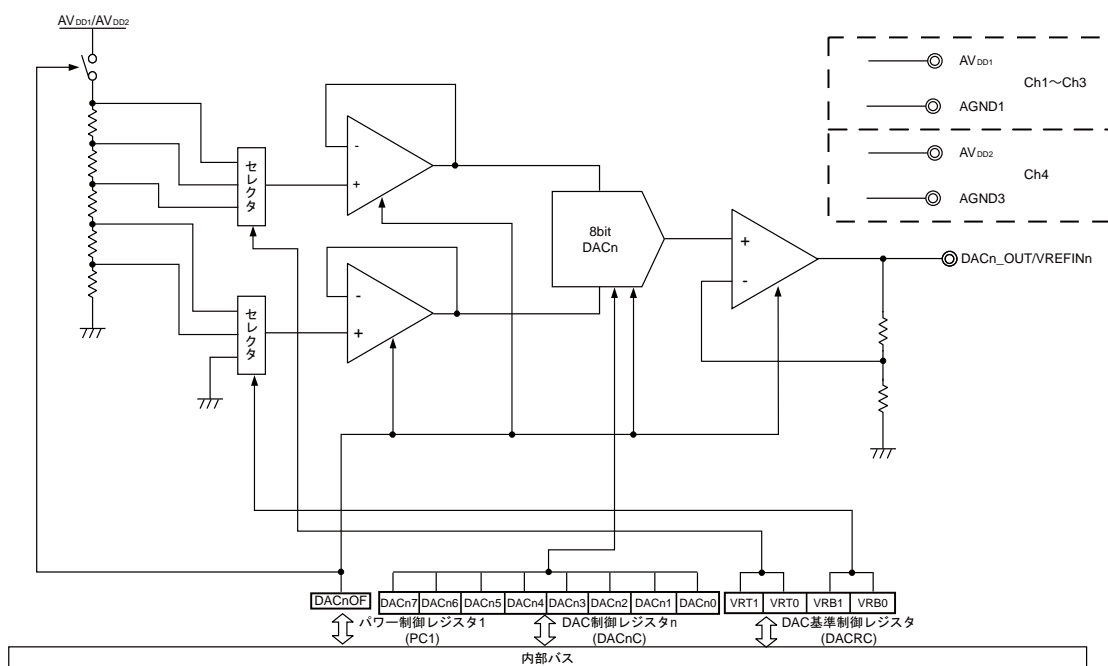 AVDD1/AVDD2
AVDD1
Ch1～Ch3
AGND1
AVDD2
Ch4
AGND3
セレクタ
-
+
8bit
DACn
+
-
DACn_OUT/VREFINn
セレクタ
-
+
DACnOF
DACn7 DACn6 DACn5 DACn4 DACn3 DACn2 DACn1 DACn0
VRT1 VRT0 VRB1 VRB0
パワー制御レジスタ1
(PC1)
DAC制御レジスタn
(DACnC)
DAC基準制御レジスタ
(DACRC)
内部バス